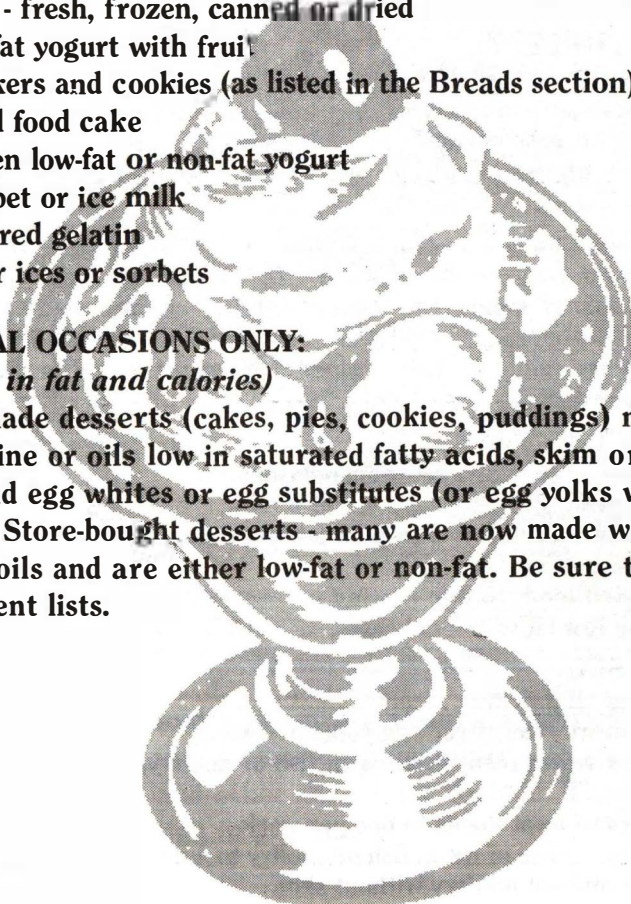 - fresh, frozen, canned or dried
fat yogurt with fruit
kers and cookies (as listed in the Breads section)
l food cake
en low-fat or non-fat yogurt
bet or ice milk
red gelatin
r ices or sorbets
AL OCCASIONS ONLY:
in fat and calories)
ade desserts (cakes, pies, cookies, puddings) m
ine or oils low in saturated fatty acids, skim or
d egg whites or egg substitutes (or egg yolks w
Store-bought desserts - many are now made w
oils and are either low-fat or non-fat. Be sure t
ent lists.